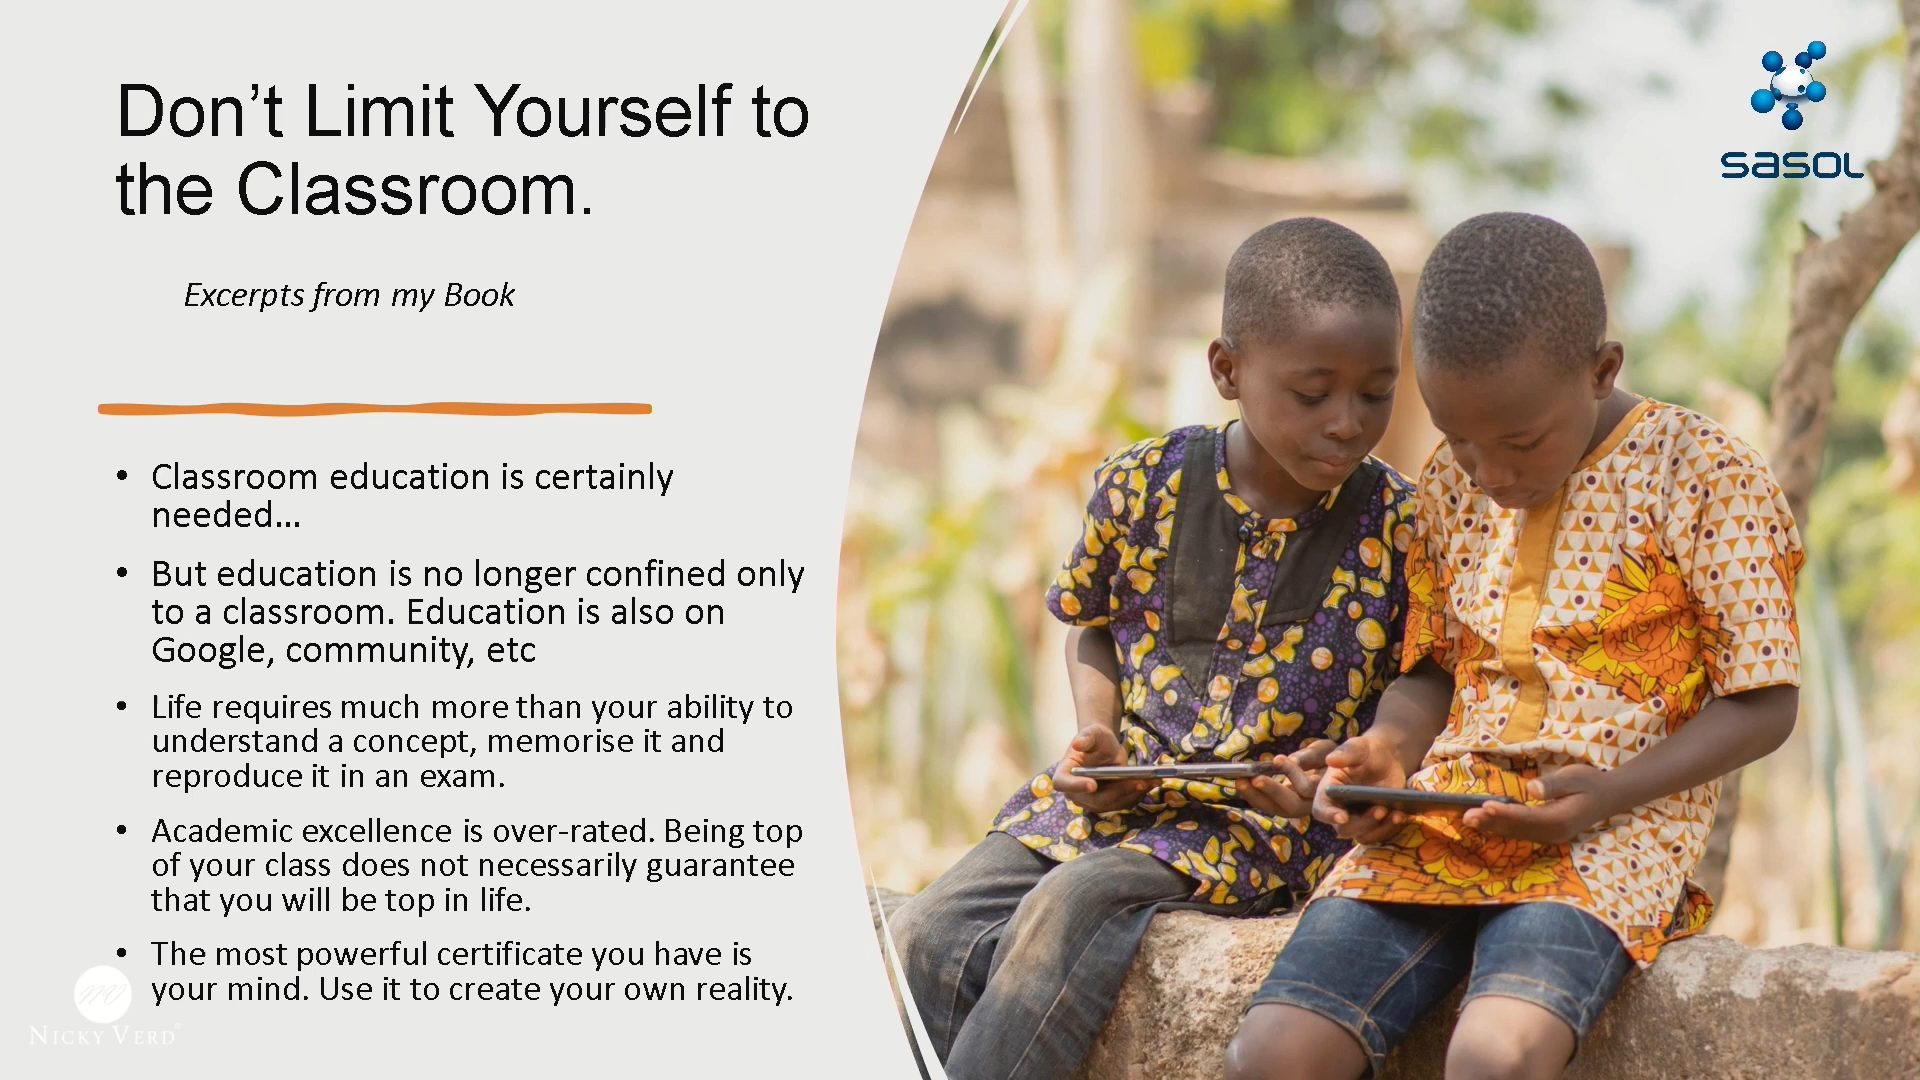 Don’t Limit Yourself to
the Classroom.
Excerpts from my Book
• Classroom education is certainly
needed...
• But education is no longer confined only
to a classroom. Education is also on
Google, community, etc
• Life requires much more than your ability to
understand a concept, memorise it and
reproduce it in an exam.
• Academic excellence is over-rated. Being top
of your class does not necessarily guarantee
that you will be top in life.
• The most powerful certificate you have is
your mind. Use it to create your own reality.
NICKY VERD
sasol